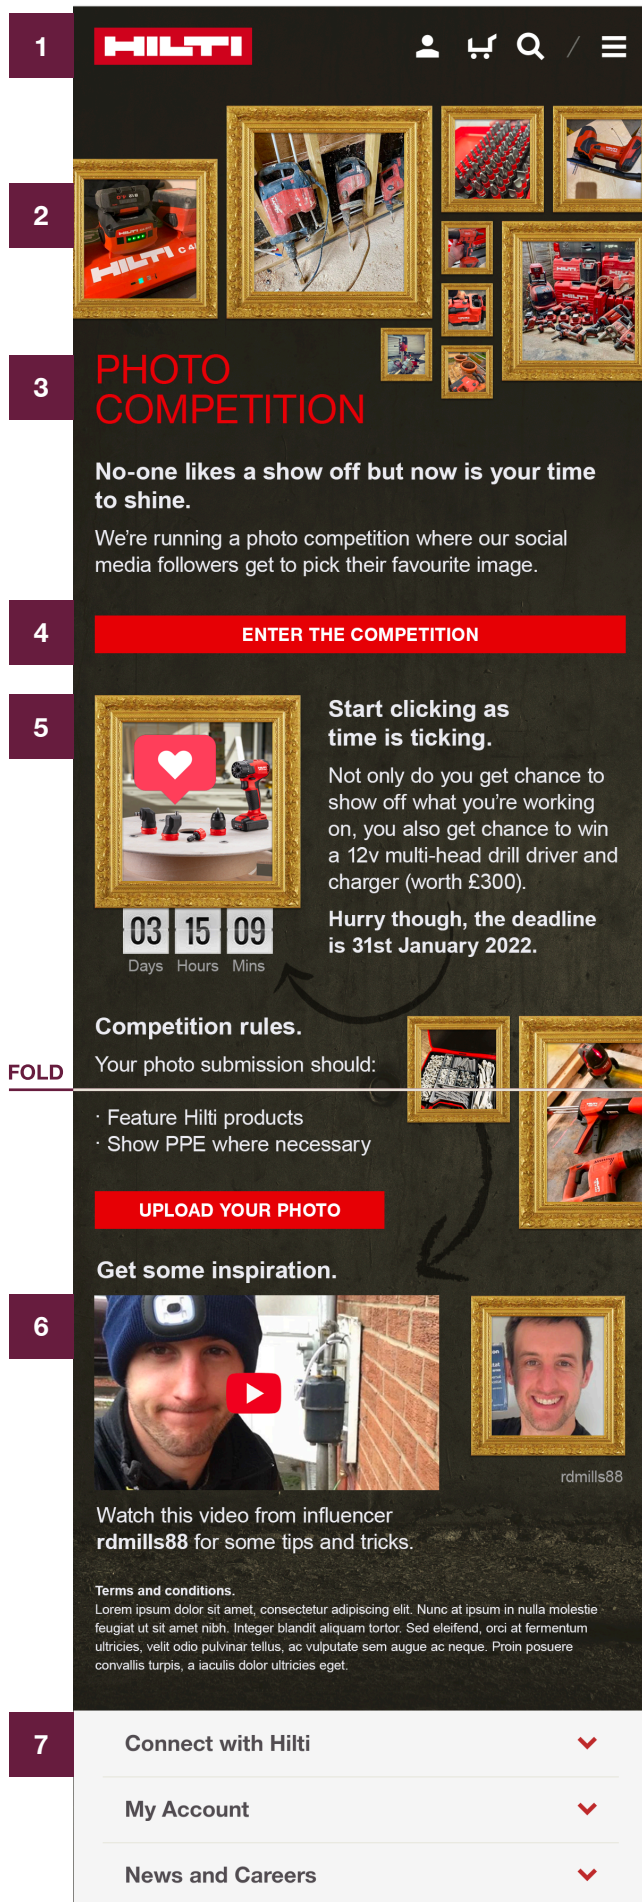 1
HILTI
2
HILTI
HILTI
3
PHOTO
COMPETITION
No-one likes a show off but now is your time
to shine.
We’re running a photo competition where our social
media followers get to pick their favourite image.
4
ENTER THE COMPETITION
5
Start clicking as
time is ticking.
Not only do you get chance to
show off what you’re working
on, you also get chance to win
a 12v multi-head drill driver and
charger (worth £300).
Hurry though, the deadline
is 31st January 2022.
03 15 09
Days Hours Mins
Competition rules.
Your photo submission should:
FOLD
· Feature Hilti products
· Show PPE where necessary
UPLOAD YOUR PHOTO
Get some inspiration.
6
rdmills88
Watch this video from influencer
rdmills88 for some tips and tricks.
Terms and conditions.
Lorem ipsum dolor sit amet, consectetur adipiscing elit. Nunc at ipsum in nulla molestie
feugiat ut sit amet nibh. Integer blandit aliquam tortor. Sed eleifend, orci at fermentum
ultricies, velit odio pulvinar tellus, ac vulputate sem augue ac neque. Proin posuere
convallis turpis, a iaculis dolor ultricies eget.
7
Connect with Hilti
My Account
News and Careers